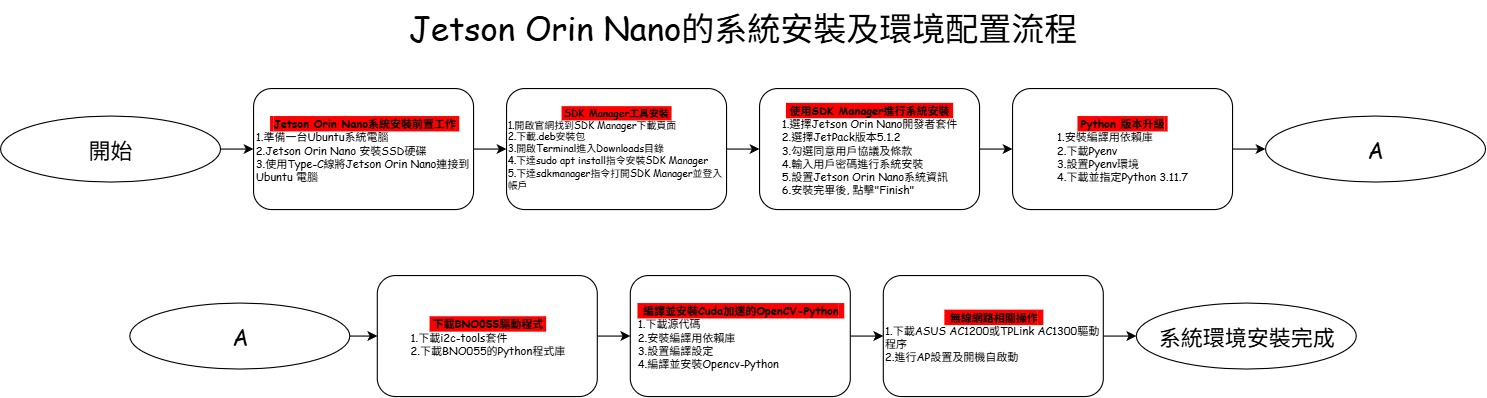 Jetson Orin Nano的系統安裝及環境配置流程
開始
Jetson Orin Nano系統安裝前置工作
1.準備一台Ubuntu系統電腦
2.Jetson Orin Nano 安裝SSD硬碟
3.使用Type-C線將Jetson Orin Nano連接到
Ubuntu 電腦
SDK Manager工具安裝
1.開啟官網找到SDK Manager下載頁面
2.下載.deb安裝包
3.開啟Terminal進入Downloads目錄
4.下達sudo apt install指令安裝SDK Manager
5.下達sdkmanager指令打開SDK Manager並登入
帳戶
使用SDK Manager進行系統安裝
1.選擇Jetson Orin Nano開發者套件
2.選擇JetPack版本5.1.2
3.勾選同意用戶協議及條款
4.輸入用戶密碼進行系統安裝
5.設置Jetson Orin Nano系統資訊
6.安裝完畢後, 點擊"Finish"
Python 版本升級
1.安裝編譯用依賴庫
2.下載Pyenv
3.設置Pyenv環境
4.下載並指定Python 3.11.7
A
A
下載BNO055驅動程式
1.下載i2c-tools套件
2.下載BNO055的Python程式庫
編譯並安裝Cuda加速的OpenCV-Python
1.下載源代碼
2.安裝編譯用依賴庫
3.設置編譯設定
4.編譯並安裝Opencv-Python
無線網路相關操作
1.下載ASUS AC1200或TPLink AC1300驅動
程序
2.進行AP設置及開機自啟動
系統環境安裝完成